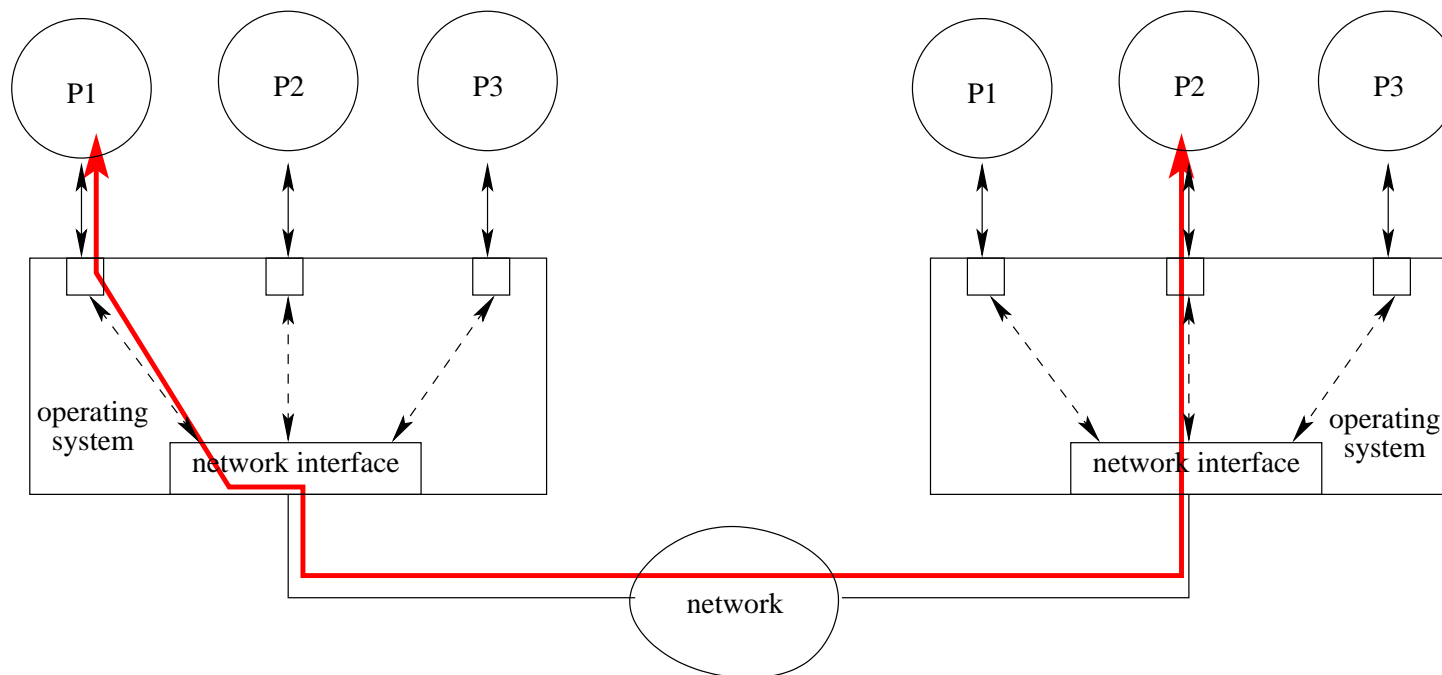 P1
P2
P3
P1
P2
P3
operating
system
network interface
operating
system
network interface
network